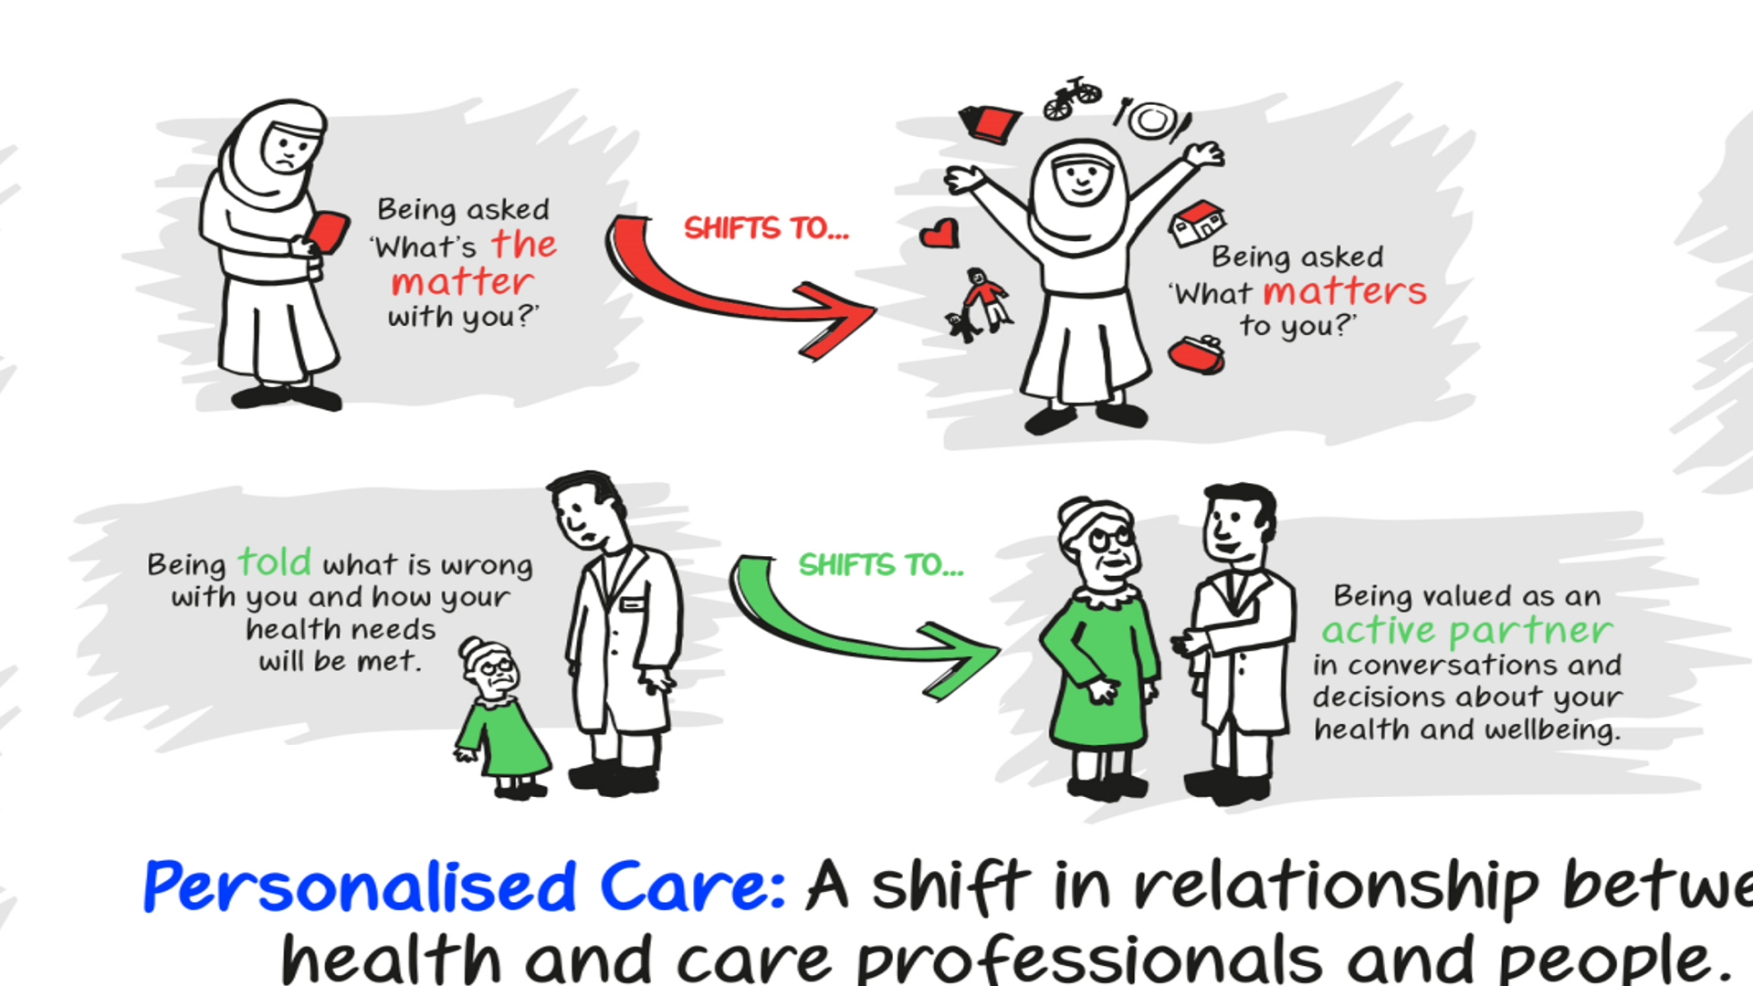 Being asked
‘What’s the
matter
with you?’
SHIFTS TO...
Being asked
‘What matters
to you?’
Being told what is wrong
with you and how your
health needs
will be met.
SHIFTS TO...
Being valued as an
active partner
in conversations and
decisions about your
health and wellbeing.
Personalised Care: A shift in relationship
health and care professionals and people.